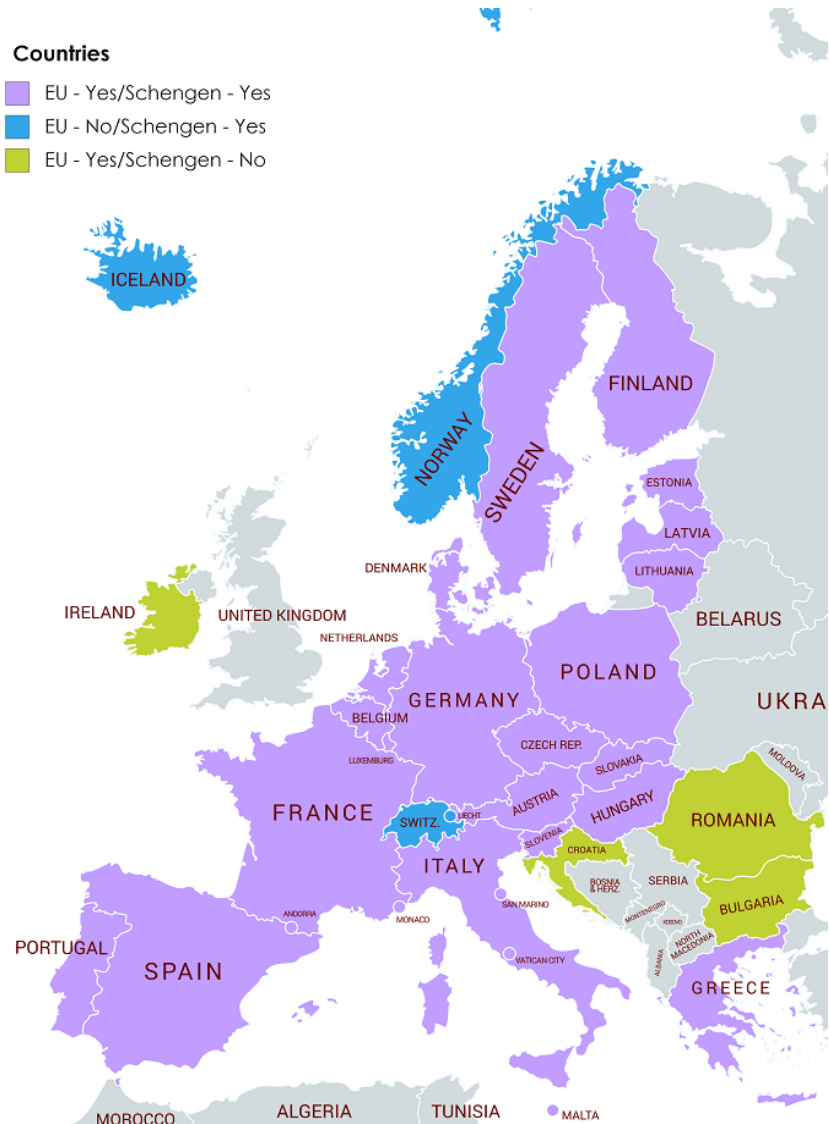 Countries
EU - Yes/Schengen - Yes
EU - No/Schengen - Yes
EU - Yes/Schengen - No
ICELAND
FINLAND
NORWAY
SWEDEN
ESTONIA
LATVIA
DENMARK
LITHUANIA
IRELAND
UNITED KINGDOM
BELARUS
NETHERLANDS
POLAND
GERMANY
UKRA
BELGIUM
CZECH REP.
LUXEMBURG
SLOVAKIA
MOLDOVA
AUSTRIA
HUNGARY
FRANCE
SWITZ.
LIECHT
ROMANIA
SLOVENIA
CROATIA
ITALY
BOSNIA
& HERZ.
SERBIA
SAN MARINO
BULGARIA
ANDORRA
MONACO
MONTENEGRO
KOSOVO
PORTUGAL
NORTH
MACEDONIA
VATICAN CITY
ALBANIA
SPAIN
GREECE
MOROCCO
ALGERIA
TUNISIA
MALTA